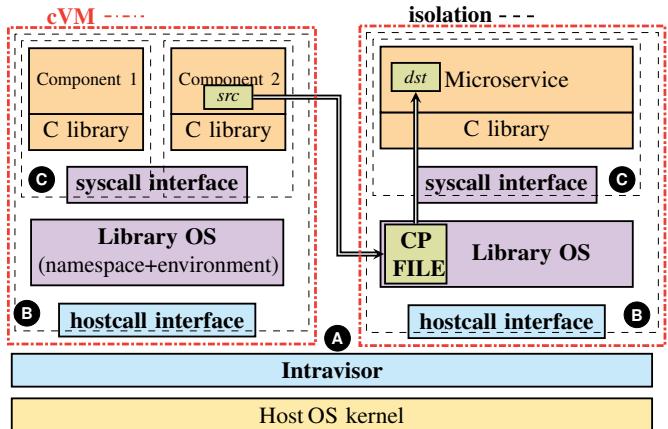 cVM
isolation
Component 1
Component 2
src
C library
C library
dst
Microservice
C library
C
syscall interface
syscall interface
C
Library OS
(namespace+environment)
CP
FILE
Library OS
B
hostcall interface
hostcall interface
B
A
Intravisor
Host OS kernel